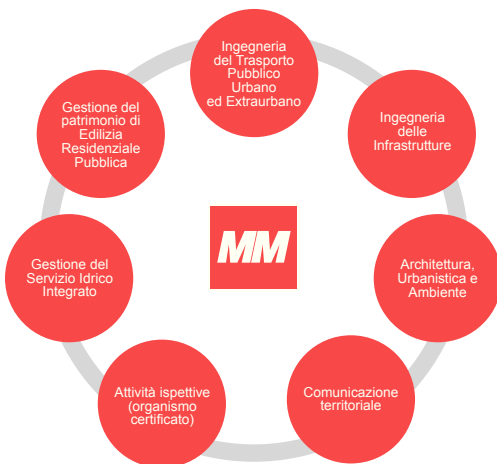 Ingegneria
del Trasporto
Pubblico
Urbano
ed Extraurbano
Ingegneria
delle
Infrastrutture
Architettura,
Urbanistica e
Ambiente
Comunicazione
territoriale
Attività ispettive
(organismo
certificato)
Gestione del
Servizio Idrico
Integrato
Gestione del
patrimonio di
Edilizia
Residenziale
Pubblica
MM